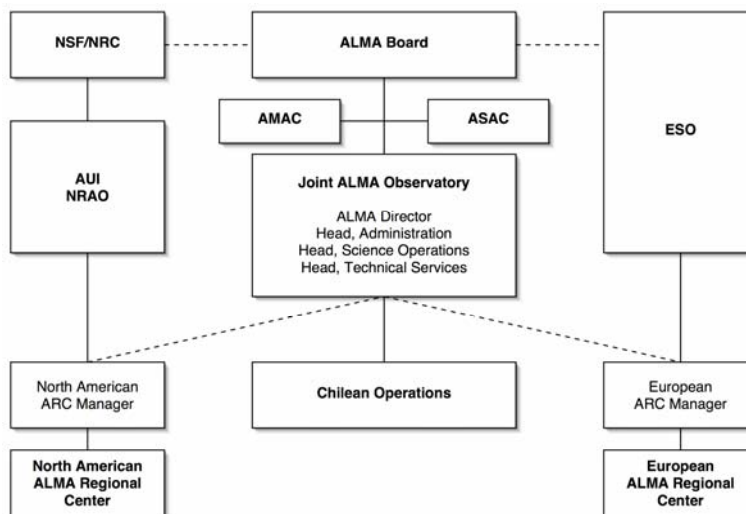 NSF/NRC
ALMA Board
ESO
AMAC
ASAC
AUI
NRAO
Joint ALMA Observatory
ALMA Director
Head, Administration
Head, Science Operations
Head, Technical Services
North American
ARC Manager
Chilean Operations
European
ARC Manager
North American
ALMA Regional
Center
European
ALMA Regional
Center